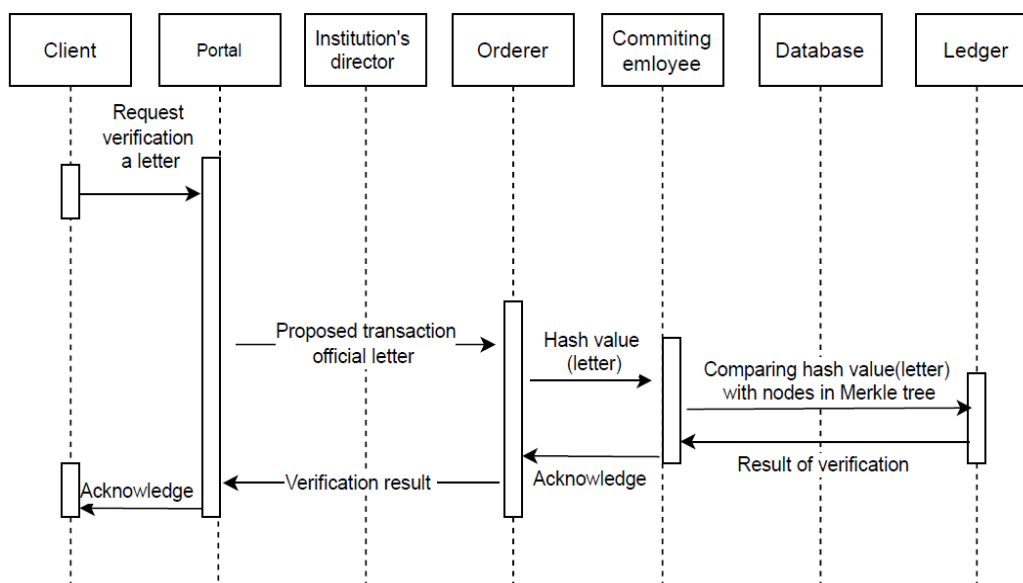 Client
Portal
Institution's
director
Orderer
Commiting
emloyee
Database
Ledger
Request
verification
a letter
Proposed transaction
official letter
Hash value
(letter)
Comparing hash value(letter)
with nodes in Merkle tree
Result of verification
Acknowledge
Verification result
Acknowledge